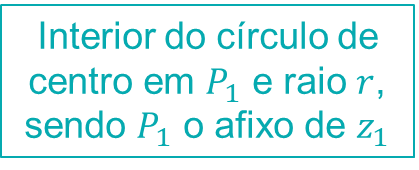 Interior do círculo de
centro em P₁ e raio r,
sendo P₁ o afixo de z₁